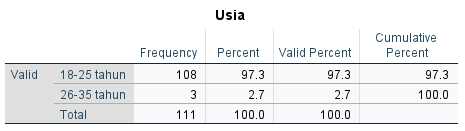 Usia
Frequency Percent Valid Percent Cumulative Percent
Valid 18-25 tahun 108 97.3 97.3 97.3
26-35 tahun 3 2.7 2.7 100.0
Total 111 100.0 100.0